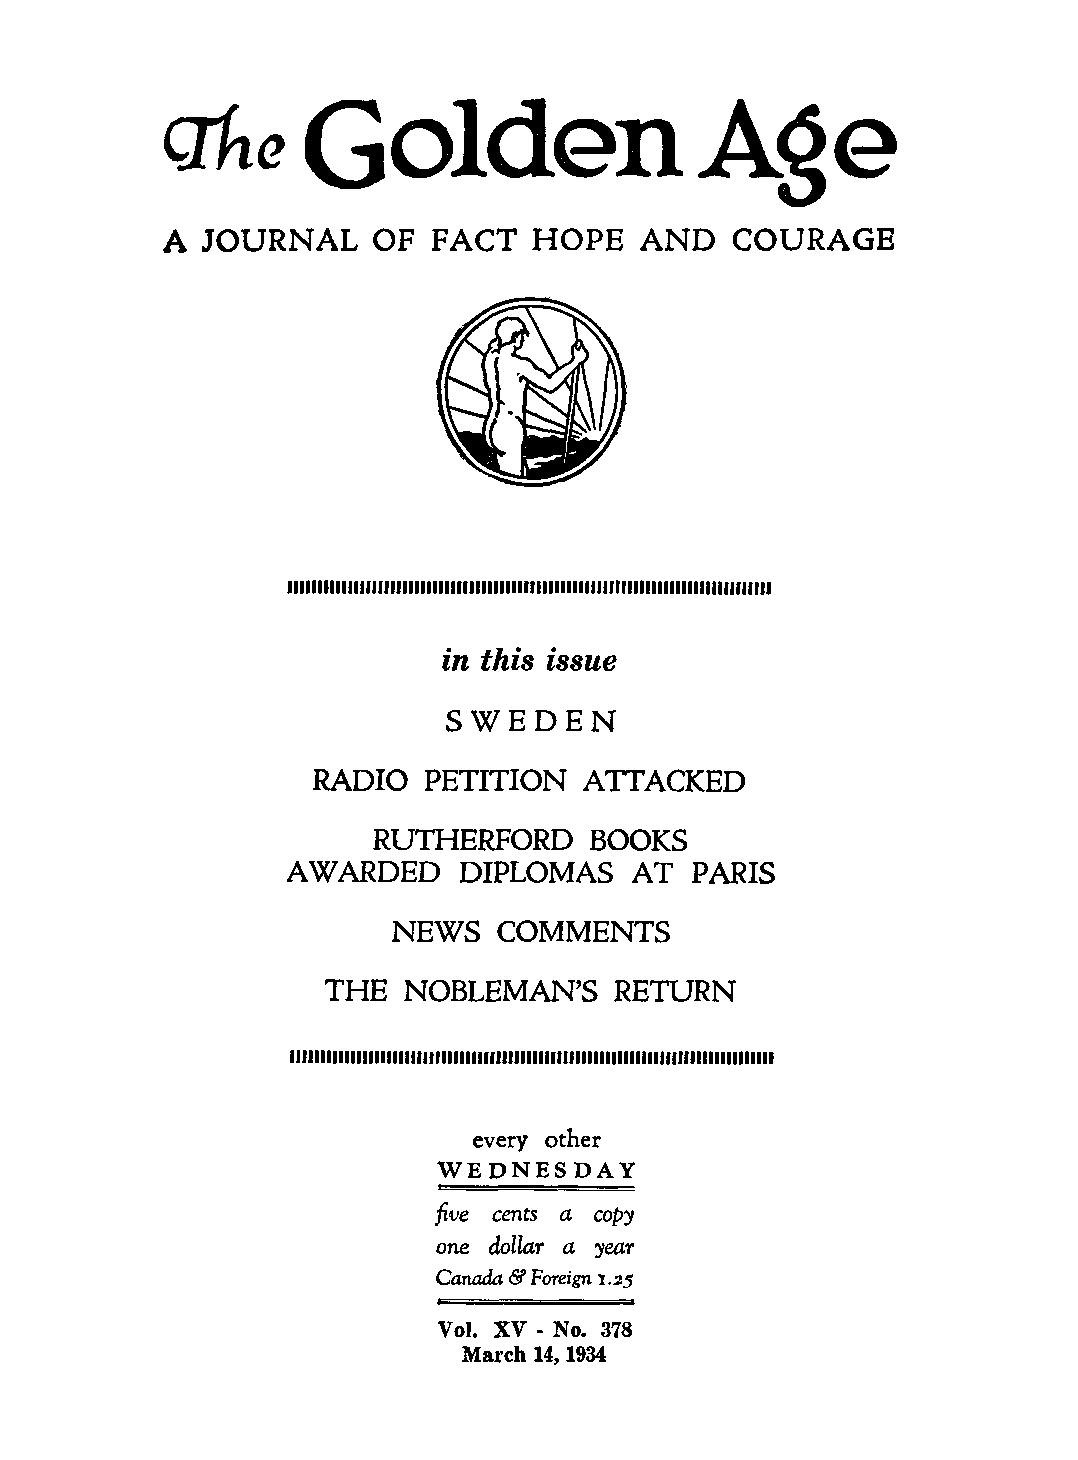 The Golden Age
A JOURNAL OF FACT HOPE AND COURAGE
in this issue
SWEDEN
RADIO PETITION ATTACKED
RUTHERFORD BOOKS
AWARDED DIPLOMAS AT PARIS
NEWS COMMENTS
THE NOBLEMAN'S RETURN
every other
WEDNESDAY
five cents a copy
one dollar a year
Canada & Foreign 1.25
Vol. XV - No. 378
March 14, 1934